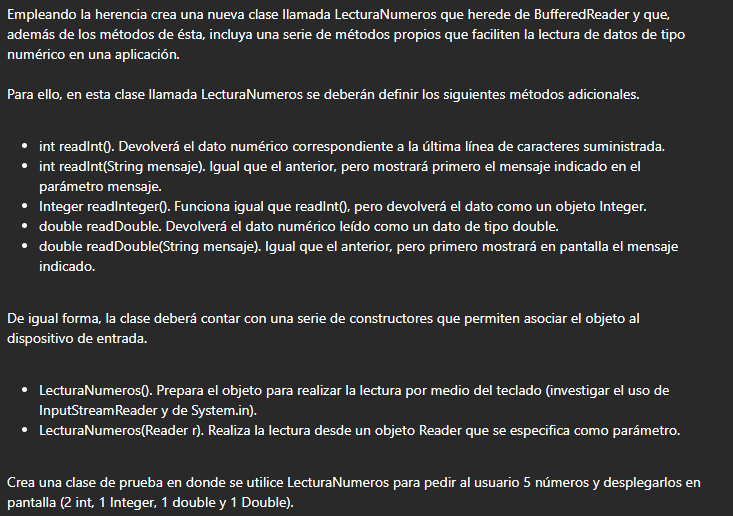 Empleando la herencia crea una nueva clase llamada LecturaNumeros que herede de BufferedReader y que,
además de los métodos de ésta, incluya una serie de métodos propios que faciliten la lectura de datos de tipo
numérico en una aplicación.
Para ello, en esta clase llamada LecturaNumeros se deberán definir los siguientes métodos adicionales.
• int readInt(). Devolverá el dato numérico correspondiente a la última línea de caracteres suministrada.
• int readInt(String mensaje). Igual que el anterior, pero mostrará primero el mensaje indicado en el
parámetro mensaje.
• Integer readInteger(). Funciona igual que readInt(), pero devolverá el dato como un objeto Integer.
• double readDouble. Devolverá el dato numérico leído como un dato de tipo double.
• double readDouble(String mensaje). Igual que el anterior, pero primero mostrará en pantalla el mensaje
indicado.
De igual forma, la clase deberá contar con una serie de constructores que permiten asociar el objeto al
dispositivo de entrada.
• LecturaNumeros(). Prepara el objeto para realizar la lectura por medio del teclado (investigar el uso de
InputStreamReader y de System.in).
• LecturaNumeros(Reader r). Realiza la lectura desde un objeto Reader que se especifica como parámetro.
Crea una clase de prueba en donde se utilice LecturaNumeros para pedir al usuario 5 números y desplegarlos en
pantalla (2 int, 1 Integer, 1 double y 1 Double).